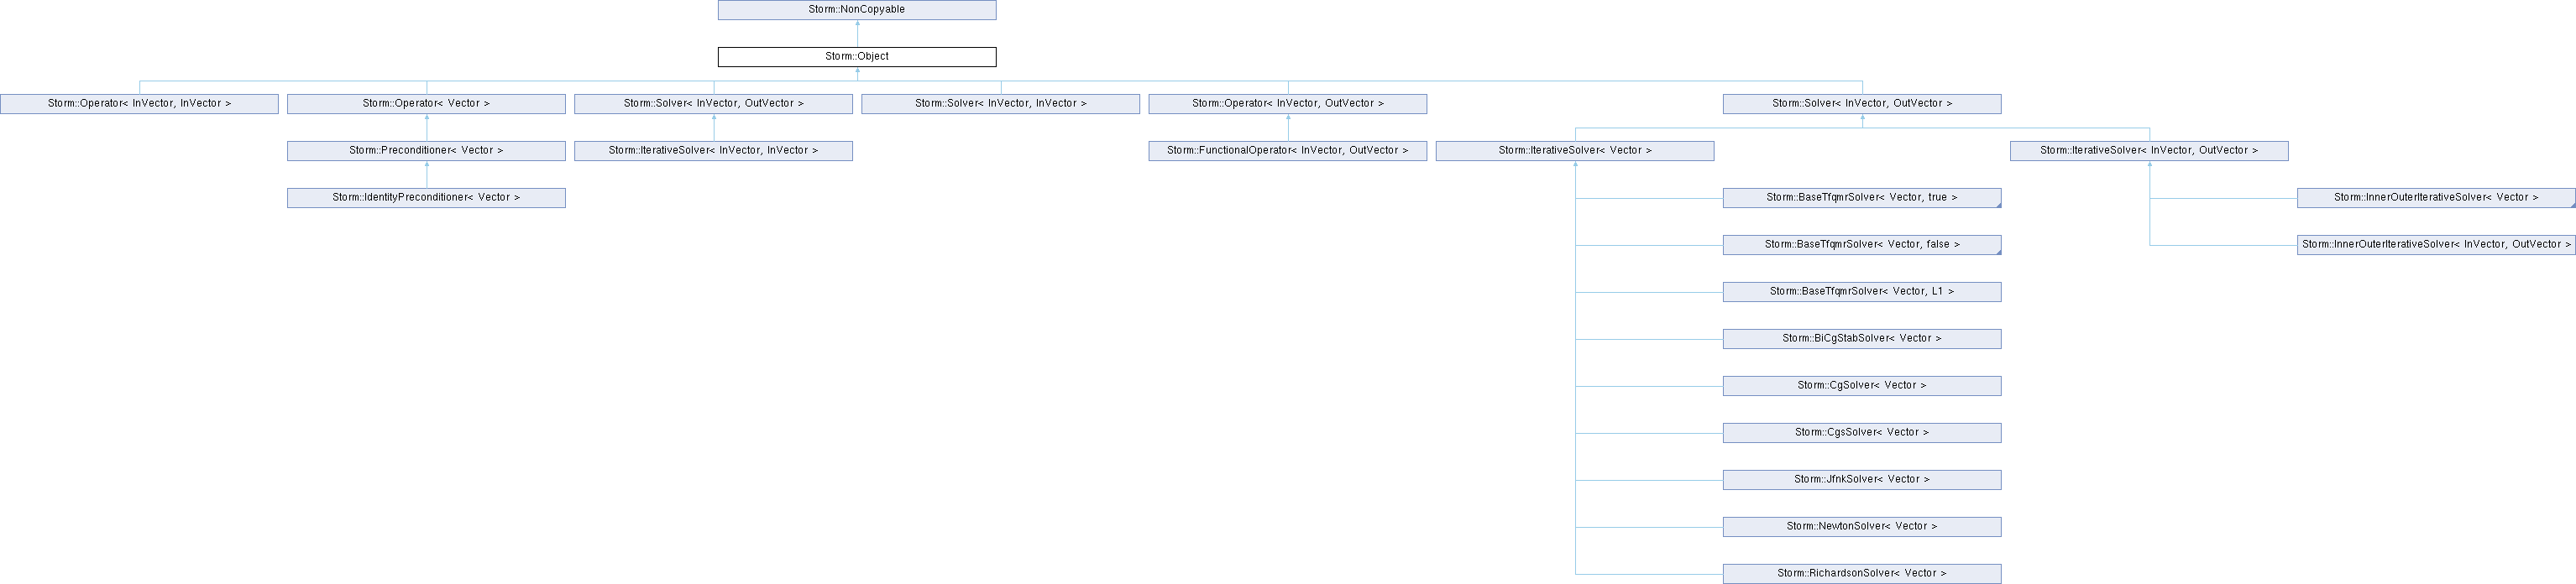 Storm::NonCopyable
Storm::Object
Storm::Operator< InVector, InVector >
Storm::Operator< Vector >
Storm::Solver< InVector, OutVector >
Storm::Solver< InVector, InVector >
Storm::Operator< InVector, OutVector >
Storm::Solver< InVector, OutVector >
Storm::Preconditioner< Vector >
Storm::IterativeSolver< InVector, InVector >
Storm::FunctionalOperator< InVector, OutVector >
Storm::IterativeSolver< Vector >
Storm::IterativeSolver< InVector, OutVector >
Storm::IdentityPreconditioner< Vector >
Storm::BaseTfqmrSolver< Vector, true >
Storm::InnerOuterIterativeSolver< Vector >
Storm::BaseTfqmrSolver< Vector, false >
Storm::InnerOuterIterativeSolver< InVector, OutVector >
Storm::BaseTfqmrSolver< Vector, L1 >
Storm::BiCgStabSolver< Vector >
Storm::CgSolver< Vector >
Storm::CgsSolver< Vector >
Storm::JfnkSolver< Vector >
Storm::NewtonSolver< Vector >
Storm::RichardsonSolver< Vector >